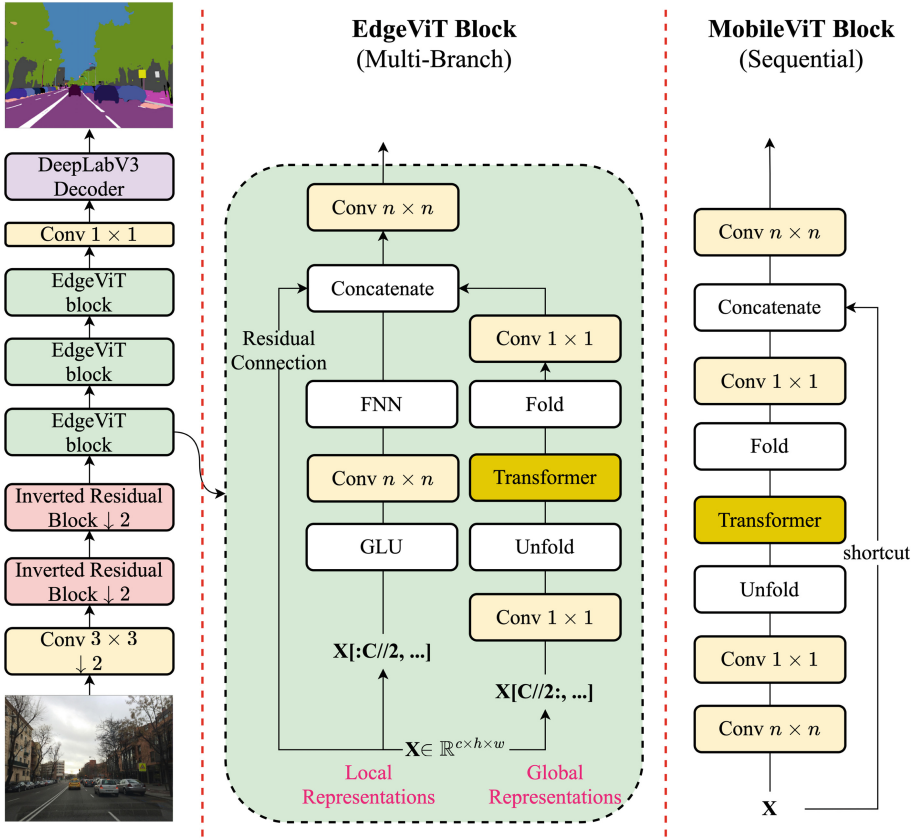 DeepLabV3
Decoder
Conv 1 × 1
EdgeViT
block
EdgeViT
block
EdgeViT
block
Inverted Residual
Block ↓ 2
Inverted Residual
Block ↓ 2
Conv 3 × 3
↓ 2
EdgeViT Block
(Multi-Branch)
Conv n × n
Concatenate
Residual
Connection
FNN
Conv n × n
GLU
X[:C//2, ...]
Conv 1 × 1
Fold
Transformer
Unfold
Conv 1 × 1
X[C//2:, ...]
X∈ ℝ^{c×h×w}
Local
Representations
Global
Representations
MobileViT Block
(Sequential)
Conv n × n
Concatenate
Conv 1 × 1
Fold
Transformer
shortcut
Unfold
Conv 1 × 1
Conv n × n
X